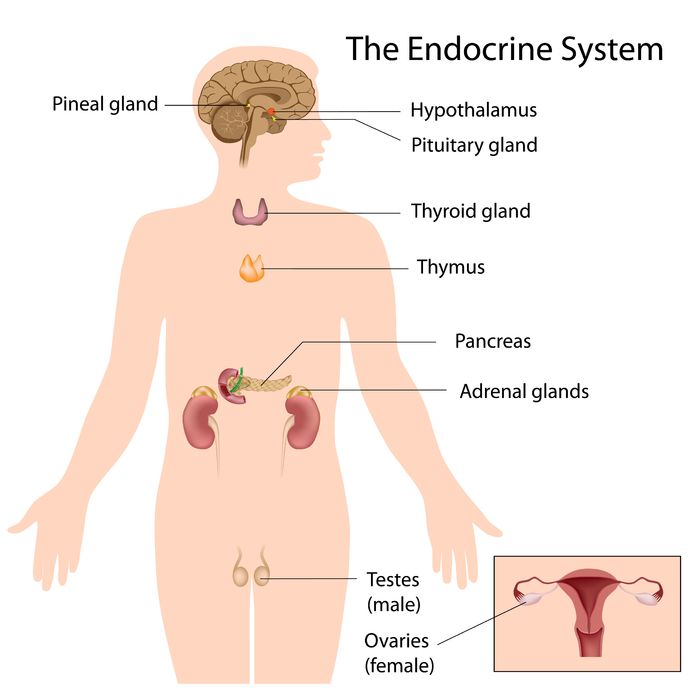 The Endocrine System
Pineal gland
Hypothalamus
Pituitary gland
Thyroid gland
Thymus
Pancreas
Adrenal glands
Testes
(male)
Ovaries
(female)